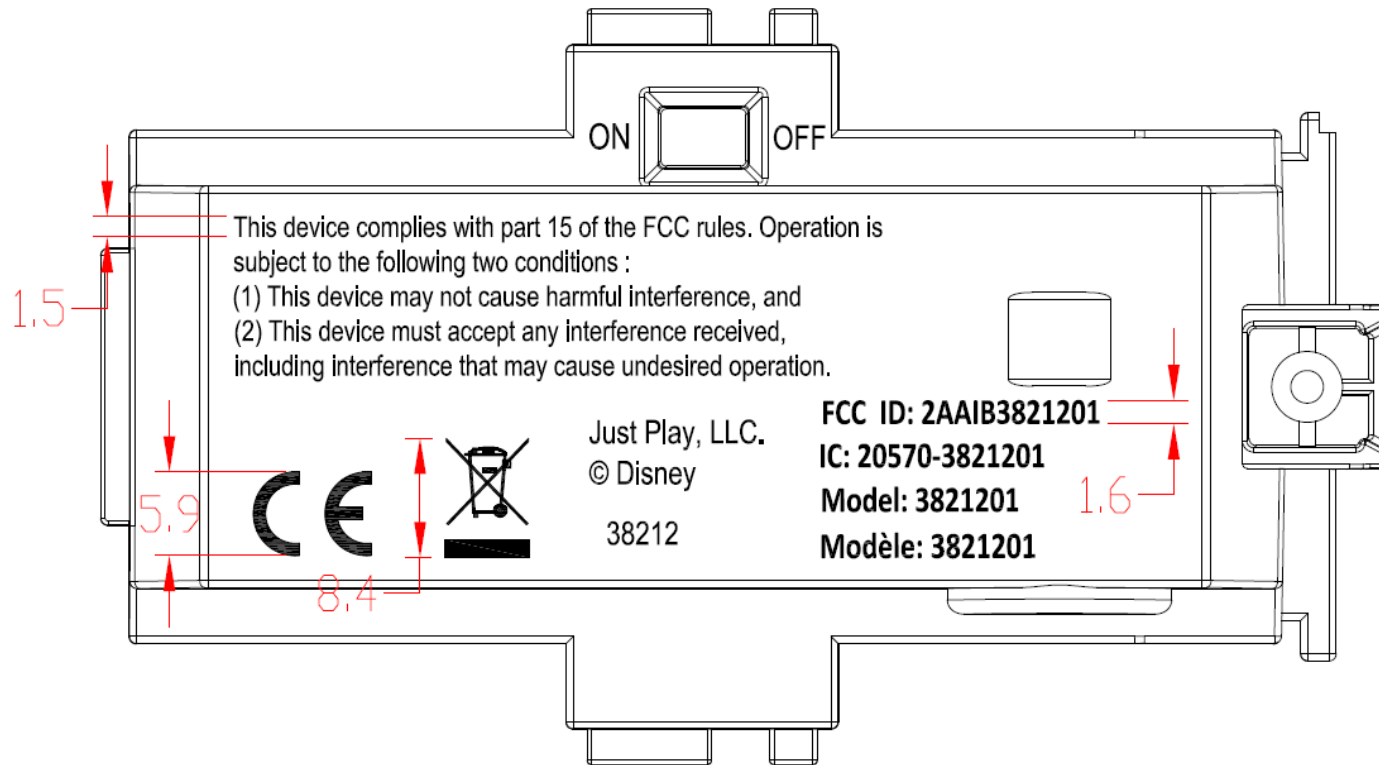 ON OFF
This device complies with part 15 of the FCC rules. Operation is
subject to the following two conditions :
(1) This device may not cause harmful interference, and
(2) This device must accept any interference received,
including interference that may cause undesired operation.
1.5
FCC ID: 2AAIB3821201
Just Play, LLC.
IC: 20570-3821201
© Disney
Model: 3821201
1.6
5.9
CE
38212
Modèle: 3821201
8.4